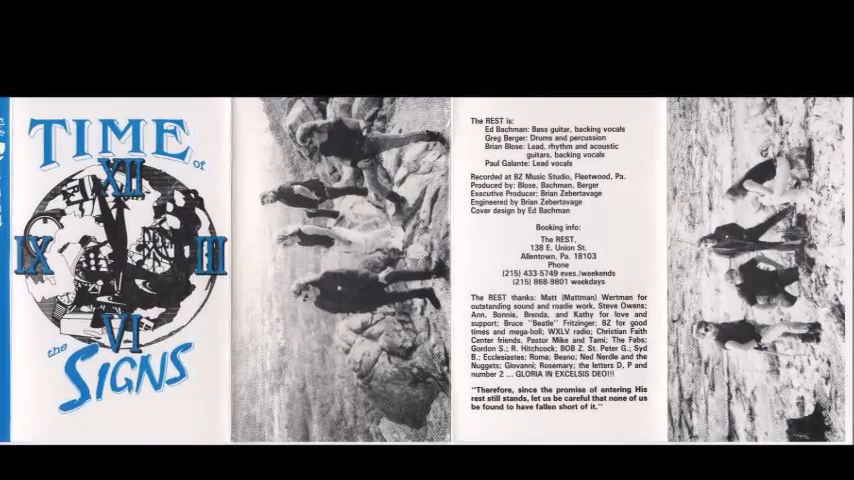 TIME of
XII
IX
III
VI
the
SIGNS
The REST is:
Ed Bachman: Bass guitar, backing vocals
Greg Berger: Drums and percussion
Brian Blose: Lead, rhythm and acoustic
guitars, backing vocals
Paul Galante: Lead vocals
Recorded at BZ Music Studio, Fleetwood, Pa.
Produced by: Blose, Bachman, Berger
Executive Producer: Brian Zebertavage
Engineered by Brian Zebertavage
Cover design by Ed Bachman
Booking info:
The REST,
138 E. Union St.
Allentown, Pa. 18103
Phone
(215) 433-5749 eves./weekends
(215) 868-9801 weekdays
The REST thanks: Matt (Mattman) Wertman for
outstanding sound and roadie work, Steve Owens;
Ann, Bonnie, Brenda, and Kathy for love and
support; Bruce "Beatle" Fritzinger; BZ for good
times and mega-boli; WXLV radio; Christian Faith
Center friends, Pastor Mike and Tami; The Fabs;
Gordon S.; R. Hitchcock; BOB Z. St. Peter G.; Syd
B.; Ecclesiastes; Roma; Beano; Ned Nerdle and the
Nuggets; Giovanni; Rosemary; the letters D, P and
number 2 ... GLORIA IN EXCELSIS DEO!!!
"Therefore, since the promise of entering His
rest still stands, let us be careful that none of us
be found to have fallen short of it."